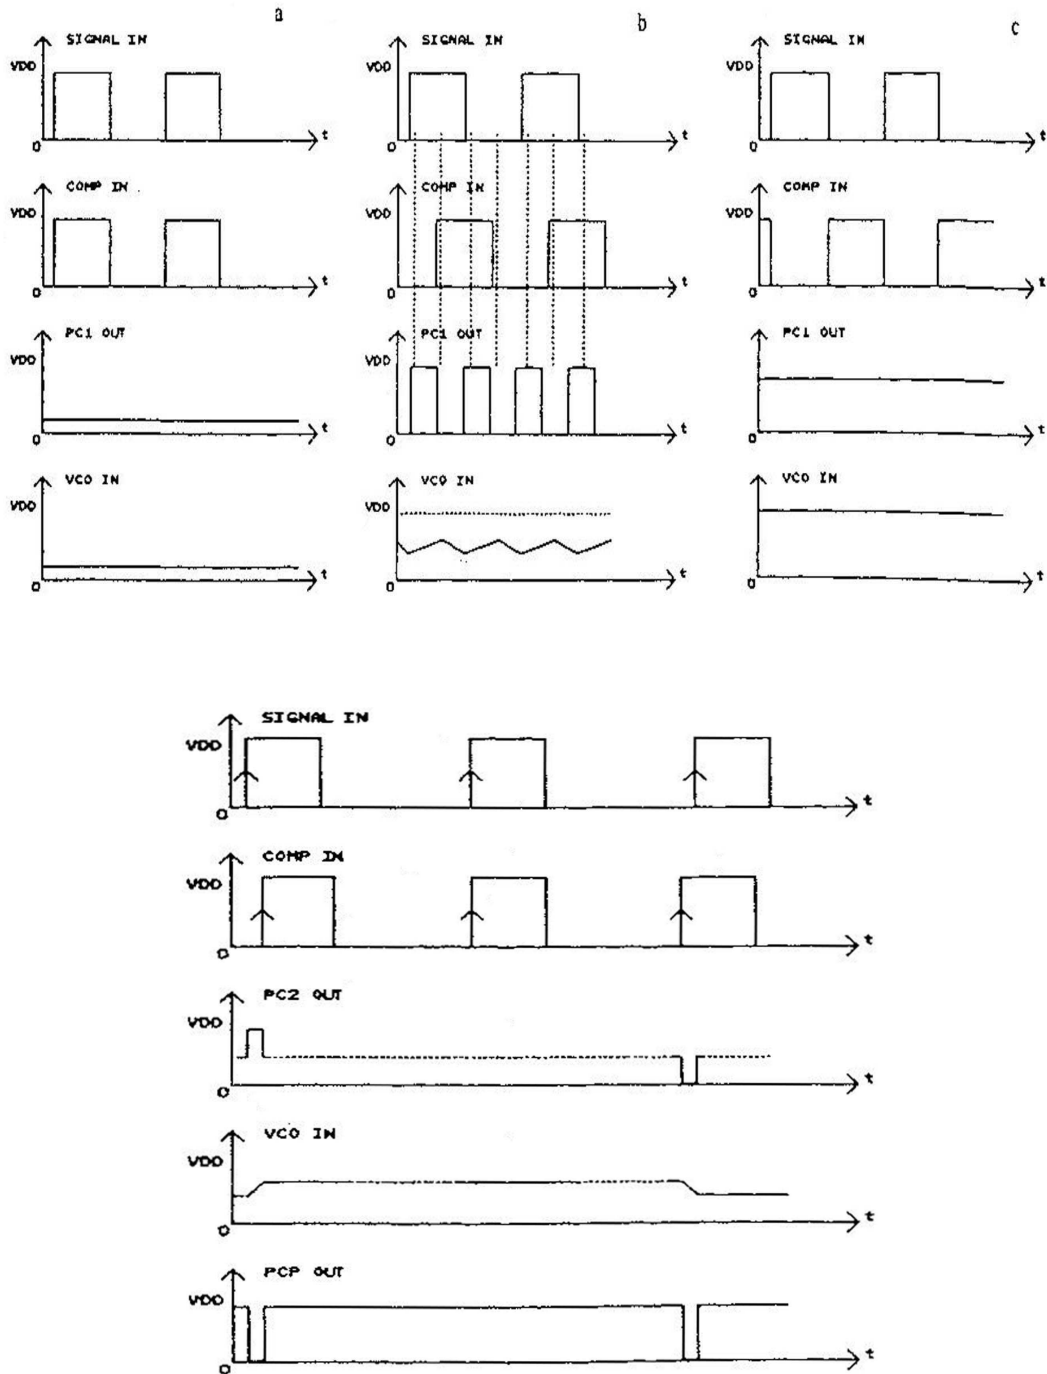 a
SIGNAL IN
VDD
0
t
COMP IN
VDD
0
t
PC1 OUT
VDD
0
t
VCO IN
VDD
0
t
b
SIGNAL IN
VDD
0
t
COMP IN
VDD
0
t
PC1 OUT
VDD
0
t
VCO IN
VDD
0
t
c
SIGNAL IN
VDD
0
t
COMP IN
VDD
0
t
PC1 OUT
VDD
0
t
VCO IN
VDD
0
t
SIGNAL IN
VDD
0
t
COMP IN
VDD
0
t
PC2 OUT
VDD
0
t
VCO IN
VDD
0
t
PCP OUT
VDD
0
t